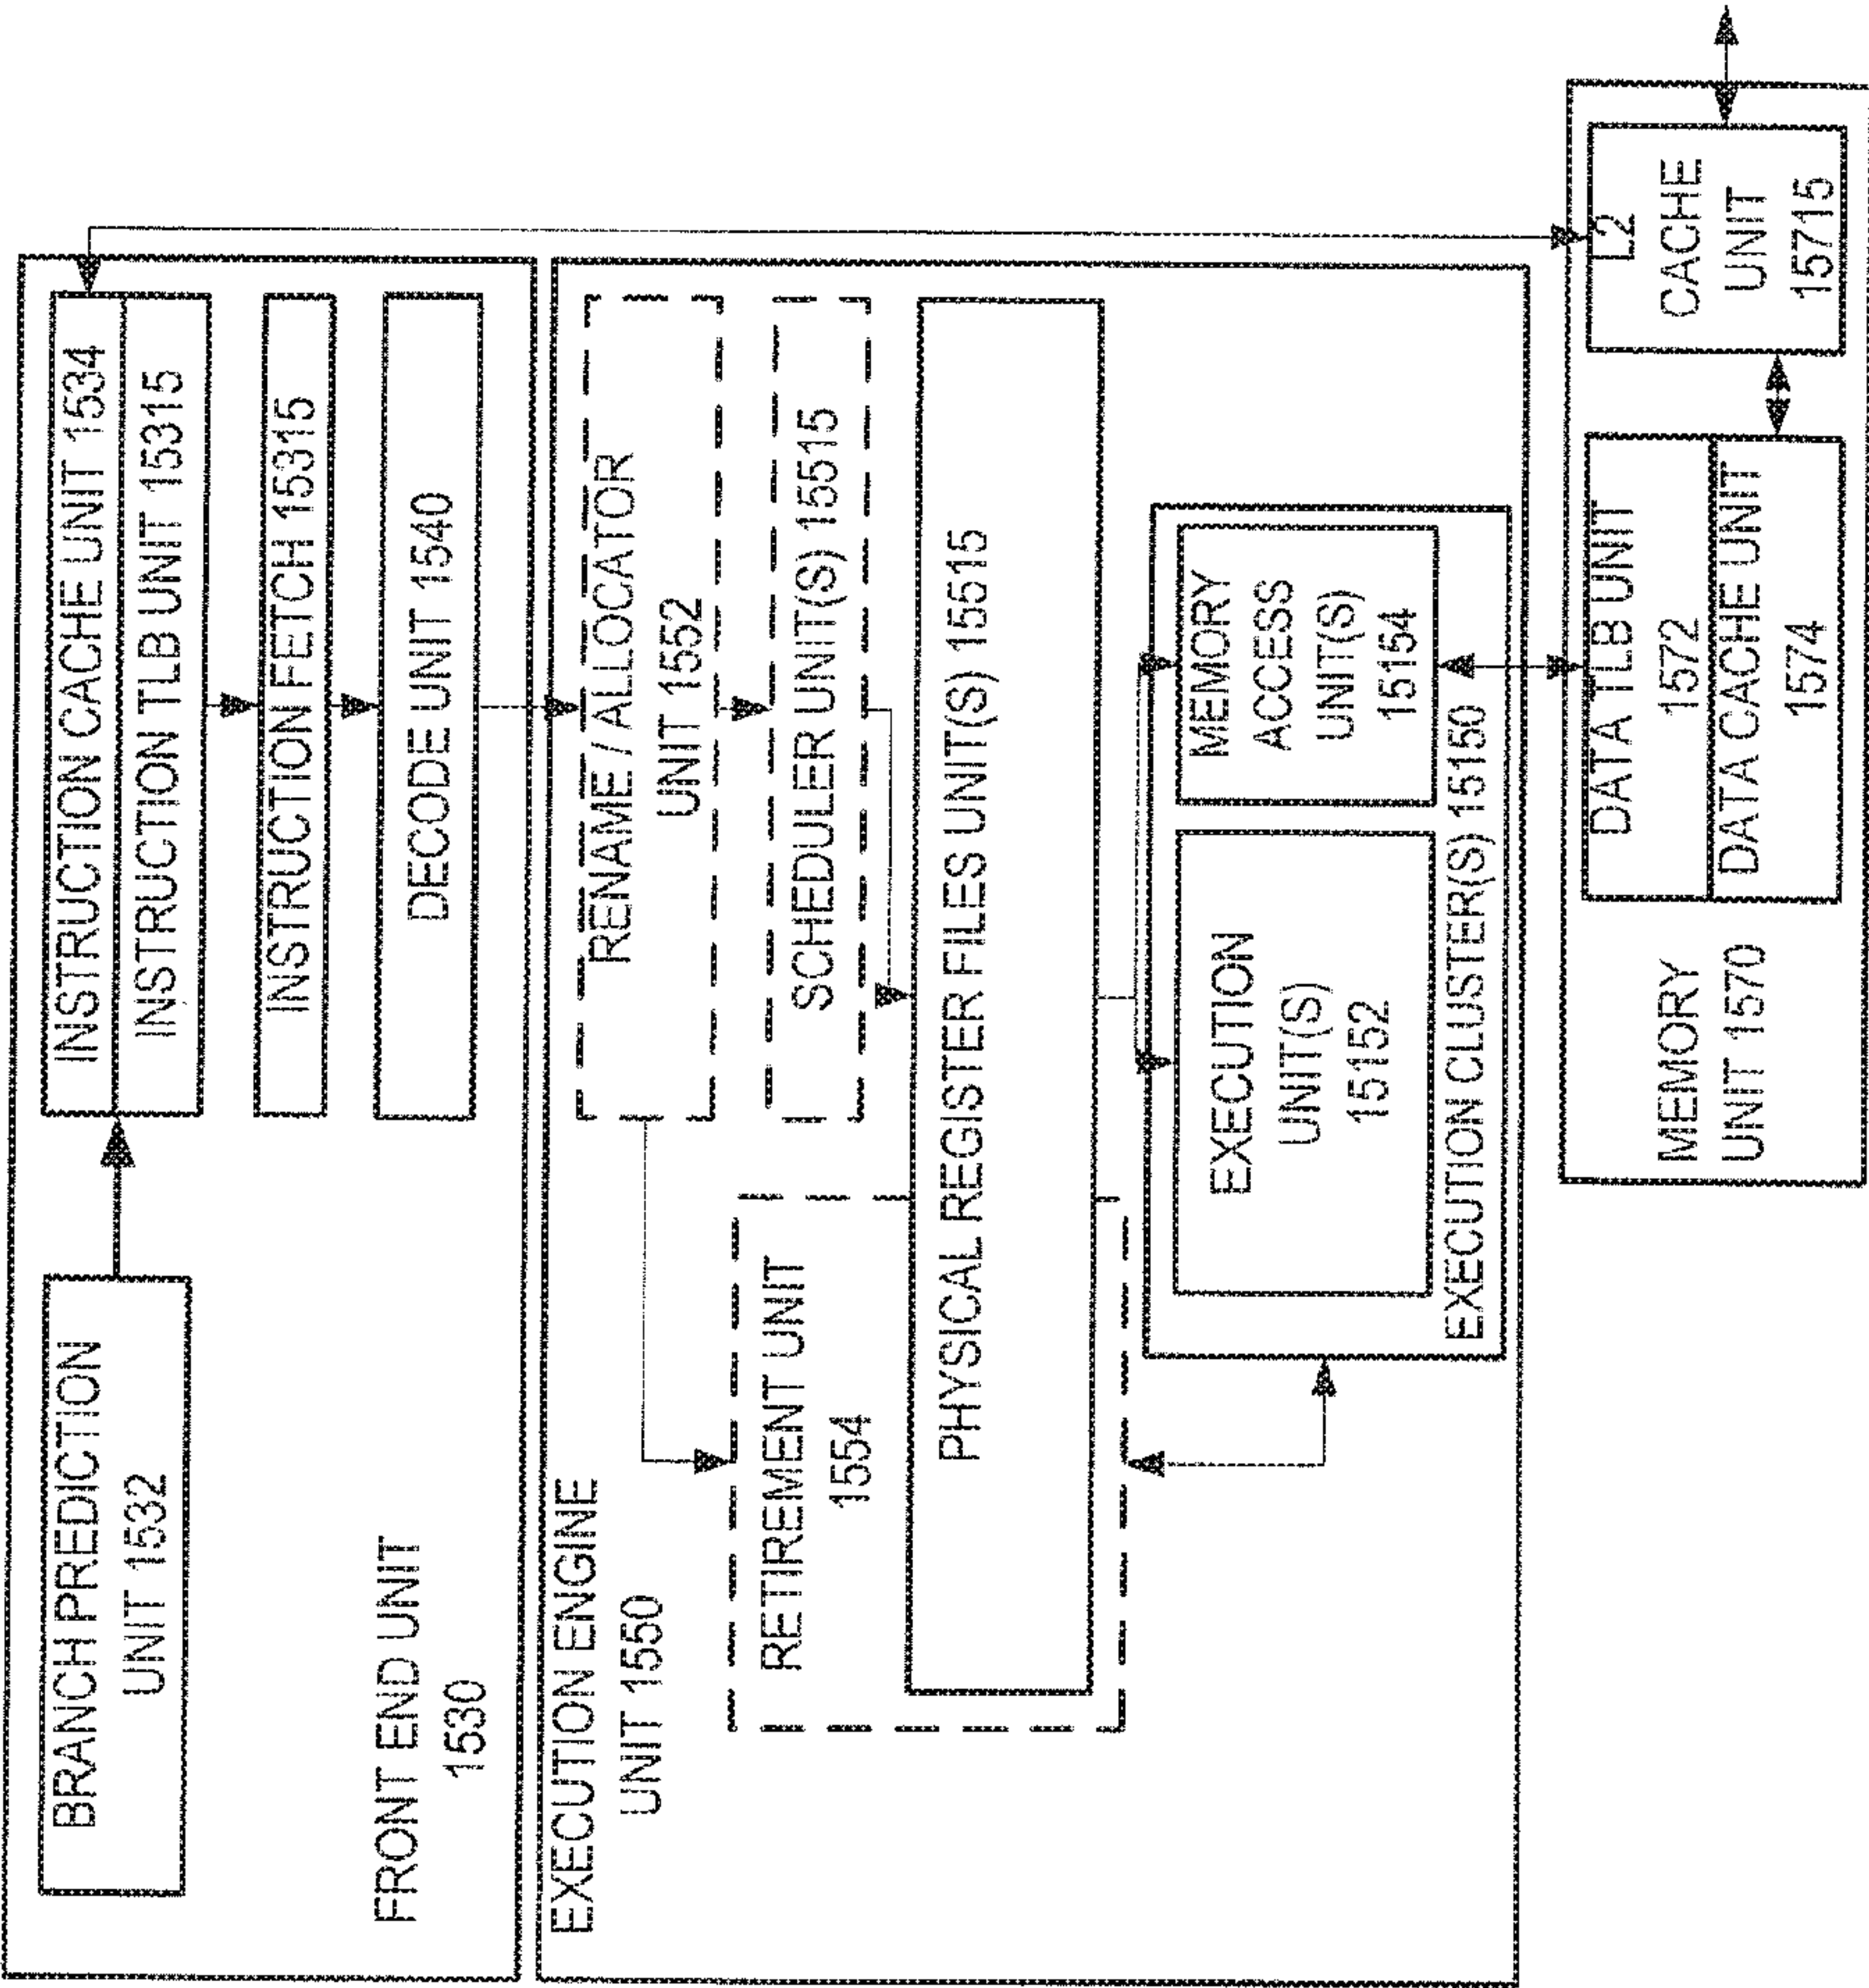 BRANCH PREDICTION
UNIT 1532
INSTRUCTION CACHE UNIT 1534
INSTRUCTION TLB UNIT 15315
INSTRUCTION FETCH 15315
DECODE UNIT 1540
FRONT END UNIT
1530
EXECUTION ENGINE
UNIT 1550
RENAME / ALLOCATOR
UNIT 1552
RETIREMENT UNIT
1554
SCHEDULER UNIT(S) 15515
PHYSICAL REGISTER FILES UNIT(S) 15515
EXECUTION
UNIT(S)
15152
MEMORY
ACCESS
UNIT(S)
15154
EXECUTION CLUSTER(S) 15150
MEMORY
UNIT 1570
DATA TLB UNIT
1572
DATA CACHE UNIT
1574
L2
CACHE
UNIT
15715